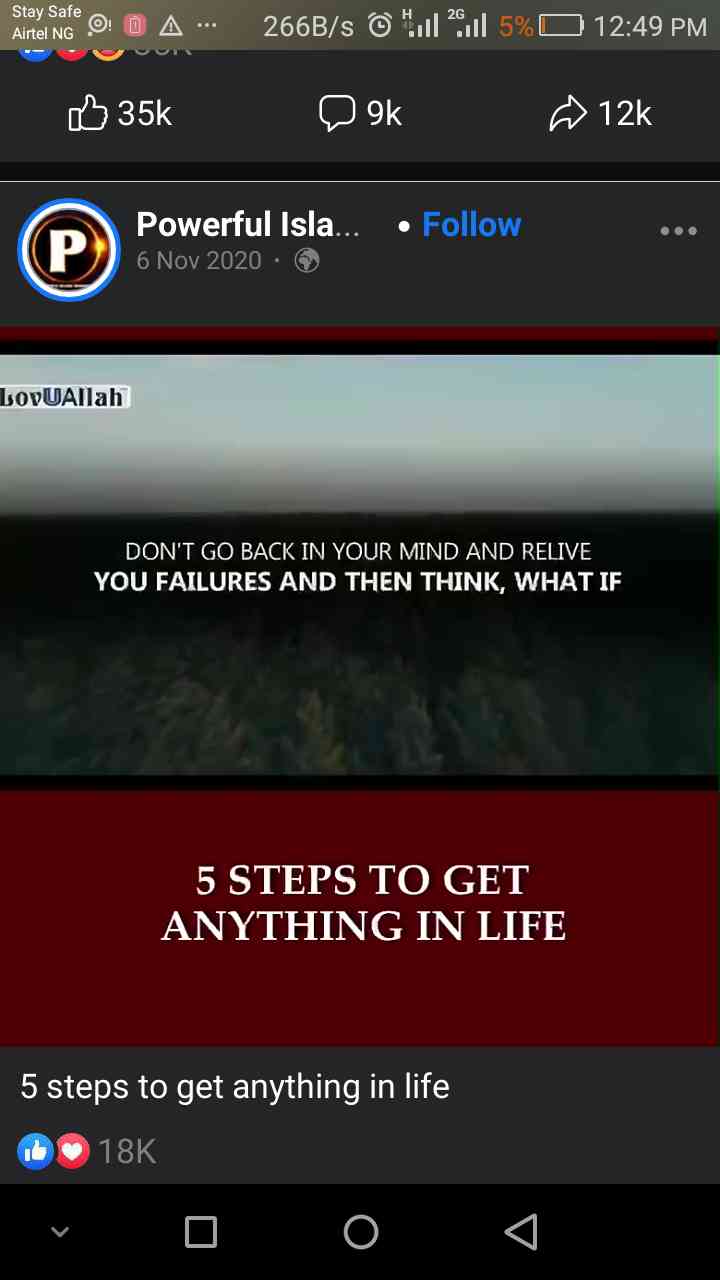 Stay Safe
Airtel NG
266B/s
H
2G
5%
12:49 PM
35k
9k
12k
P
Powerful Isla... • Follow
6 Nov 2020 ·
LovUAllah
DON'T GO BACK IN YOUR MIND AND RELIVE
YOU FAILURES AND THEN THINK, WHAT IF
5 STEPS TO GET
ANYTHING IN LIFE
5 steps to get anything in life
18K